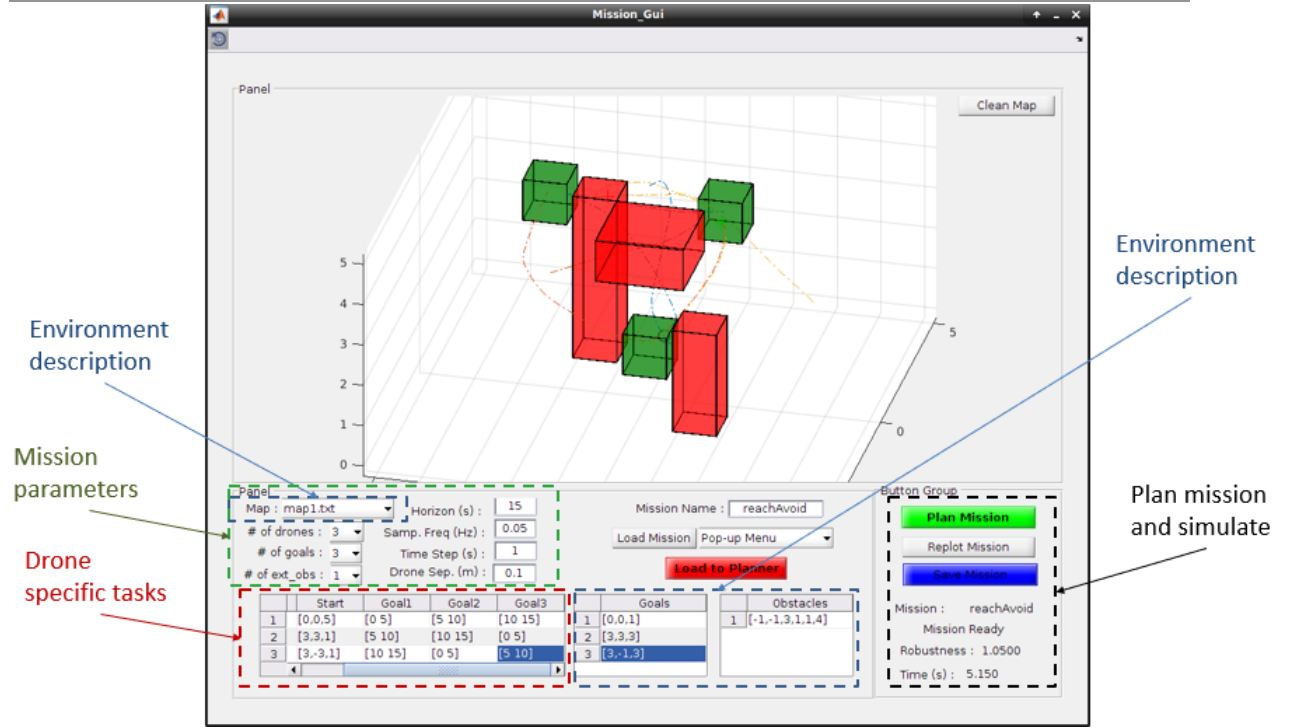 Mission_Gui
Panel
Clean Map
5
4
3
2
1
0
5
0
Environment
description
Environment
description
Mission
parameters
Drone
specific tasks
Plan mission
and simulate
Panel
Map : map1.txt
# of drones : 3
# of goals : 3
# of ext_obs : 1
Horizon (s) : 15
Samp. Freq (Hz) : 0.05
Time Step (s) : 1
Drone Sep. (m) : 0.1
Mission Name : reachAvoid
Load Mission Pop-up Menu
Load to Planner
Button Group
Plan Mission
Replot Mission
Save Mission
Mission : reachAvoid
Mission Ready
Robustness : 1.0500
Time (s) : 5.150
Start Goal1 Goal2 Goal3
1 [0,0,5] [0 5] [5 10] [10 15]
2 [3,3,1] [5 10] [10 15] [0 5]
3 [3,-3,1] [10 15] [0 5] [5 10]
Goals
1 [0,0,1]
2 [3,3,3]
3 [3,-1,3]
Obstacles
1 [-1,-1,3,1,1,4]